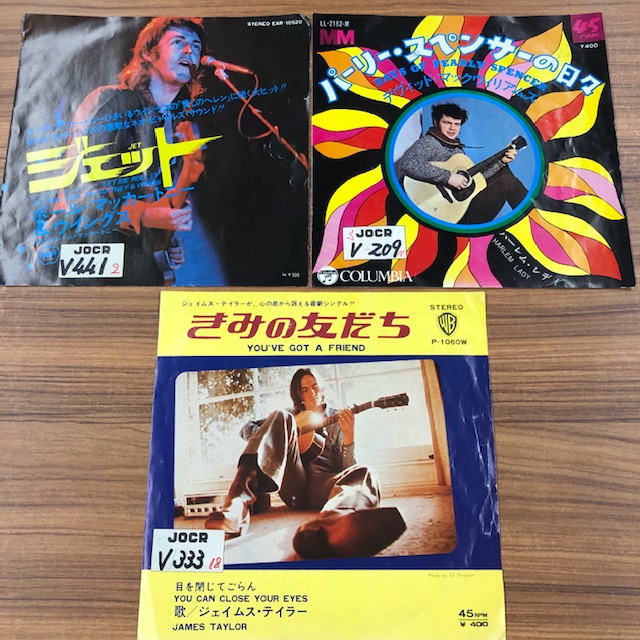 STEREO EAR-10520
JET
ジェット
LET ME ROLL IT
マッカートニー
& ウイングス
JOCR
V441
2
¥500
LL-2182-M
MM
45
¥400
パーリー・スペンサーの日々
DAYS OF PEARLY SPENCER
デヴィッド・マックウィリアムス
JOCR
V-209
ハーレム・レディ
HARLEM LADY
COLUMBIA
ジェイムス・テイラーが、心の底から訴える最新シングル!!
きみの友だち
YOU'VE GOT A FRIEND
STEREO
WB
P-1060W
JOCR
V333
18
目を閉じてごらん
YOU CAN CLOSE YOUR EYES
歌/ジェイムス・テイラー
JAMES TAYLOR
45RPM
¥400